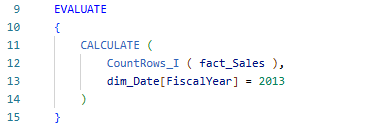 9 EVALUATE
10 {
11 CALCULATE (
12 CountRows_I ( fact_Sales ),
13 dim_Date[FiscalYear] = 2013
14 )
15 }